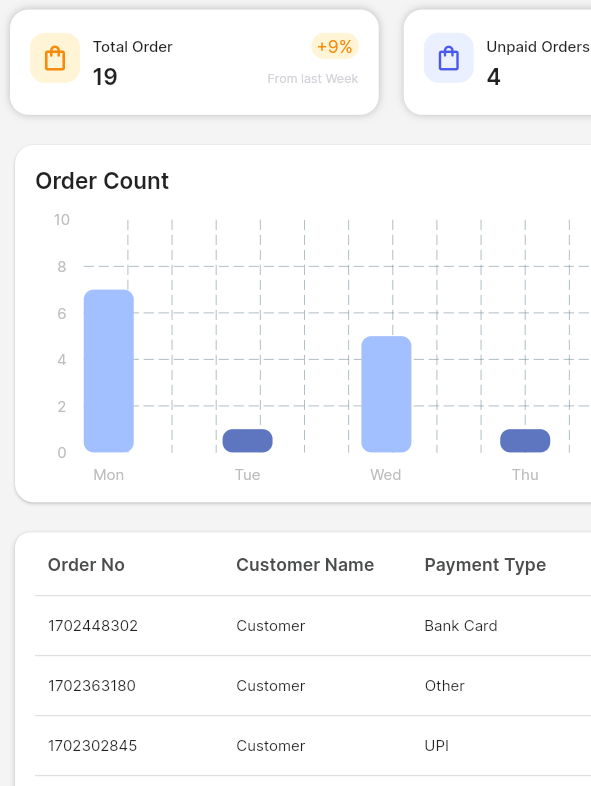 Total Order
+9%
19
From last Week
Unpaid Orders
4
Order Count
10
8
6
4
2
0
Mon Tue Wed Thu
Order No Customer Name Payment Type
1702448302 Customer Bank Card
1702363180 Customer Other
1702302845 Customer UPI